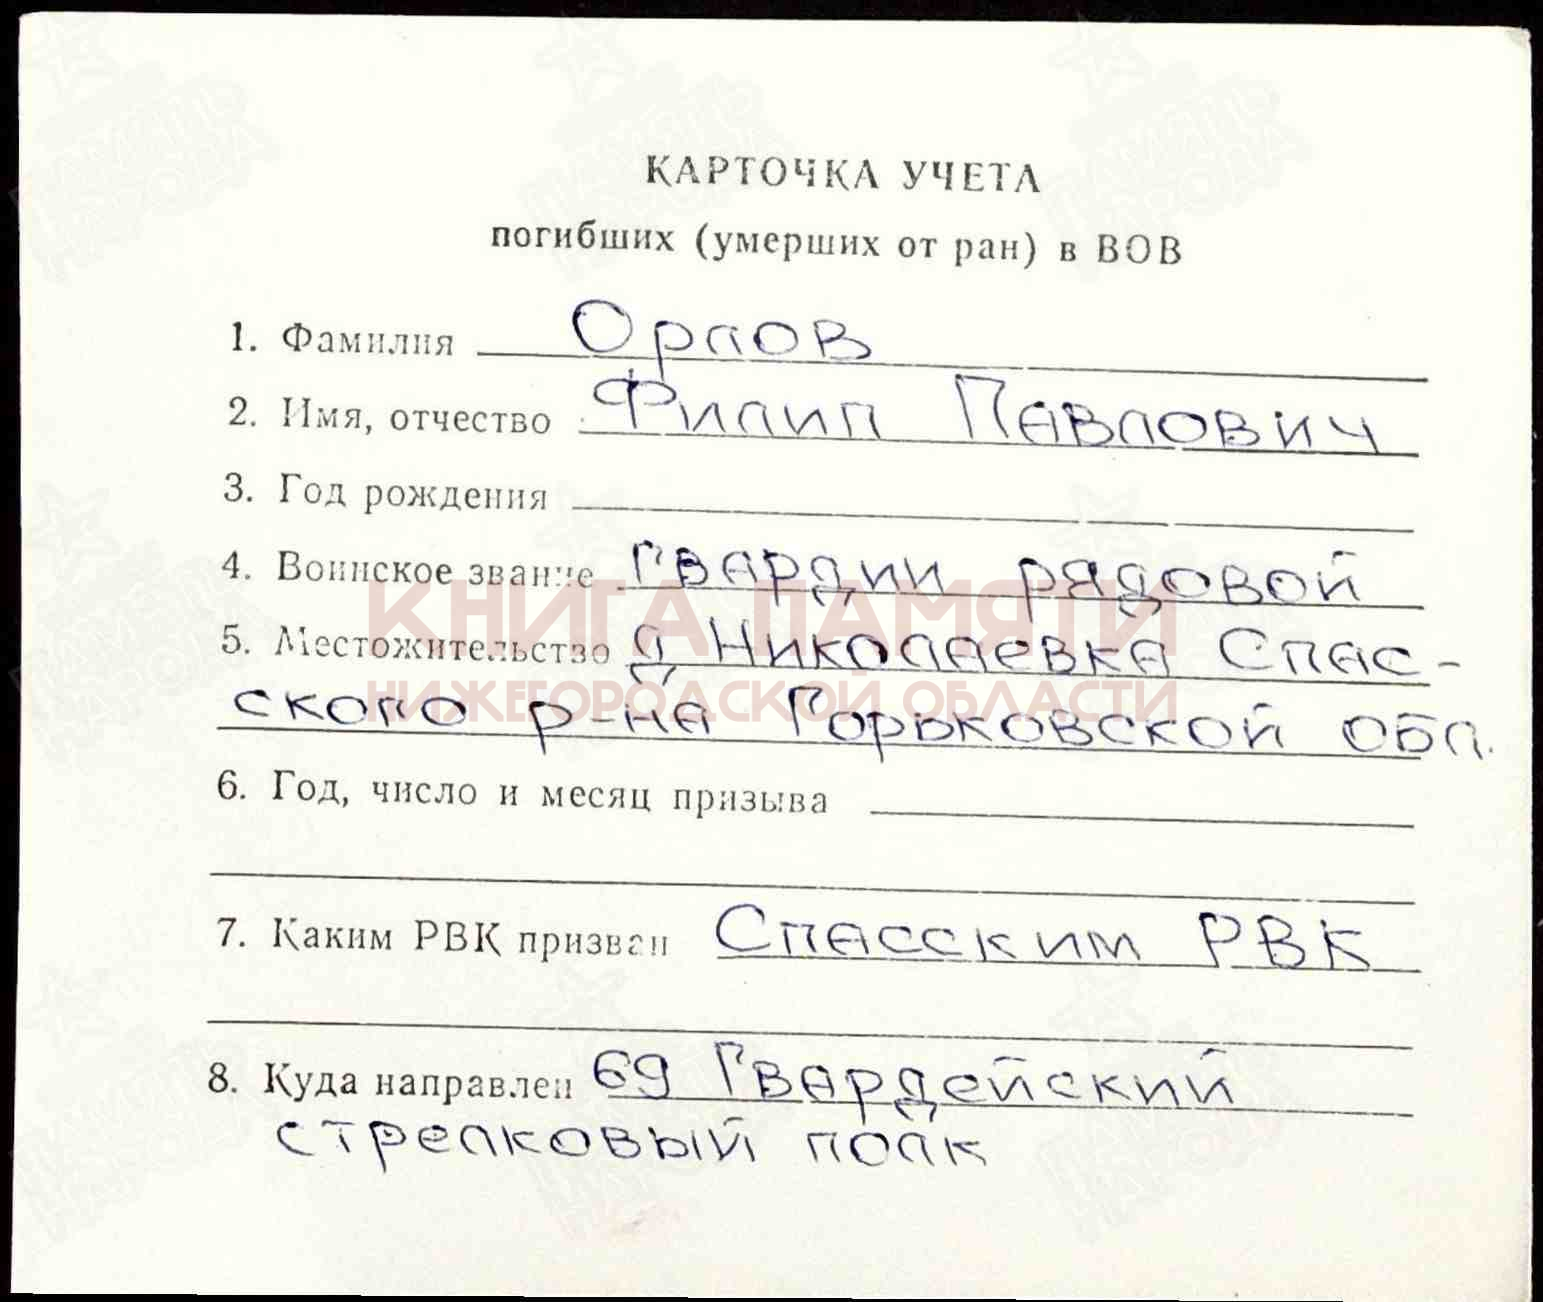 КАРТОЧКА УЧЕТА
погибших (умерших от ран) в ВОВ
1. Фамилия Орлов
2. Имя, отчество Филип Павлович
3. Год рождения
4. Воинское звание гвардии рядовой
5. Местожительство д Николаевка Спас-
ского р-на Горьковской обл.
КНИГА ПАМЯТИ
НИЖЕГОРОДСКОЙ ОБЛАСТИ
6. Год, число и месяц призыва
7. Каким РВК призван Спасским РВК
8. Куда направлен 69 Гвардейский
стрелковый полк